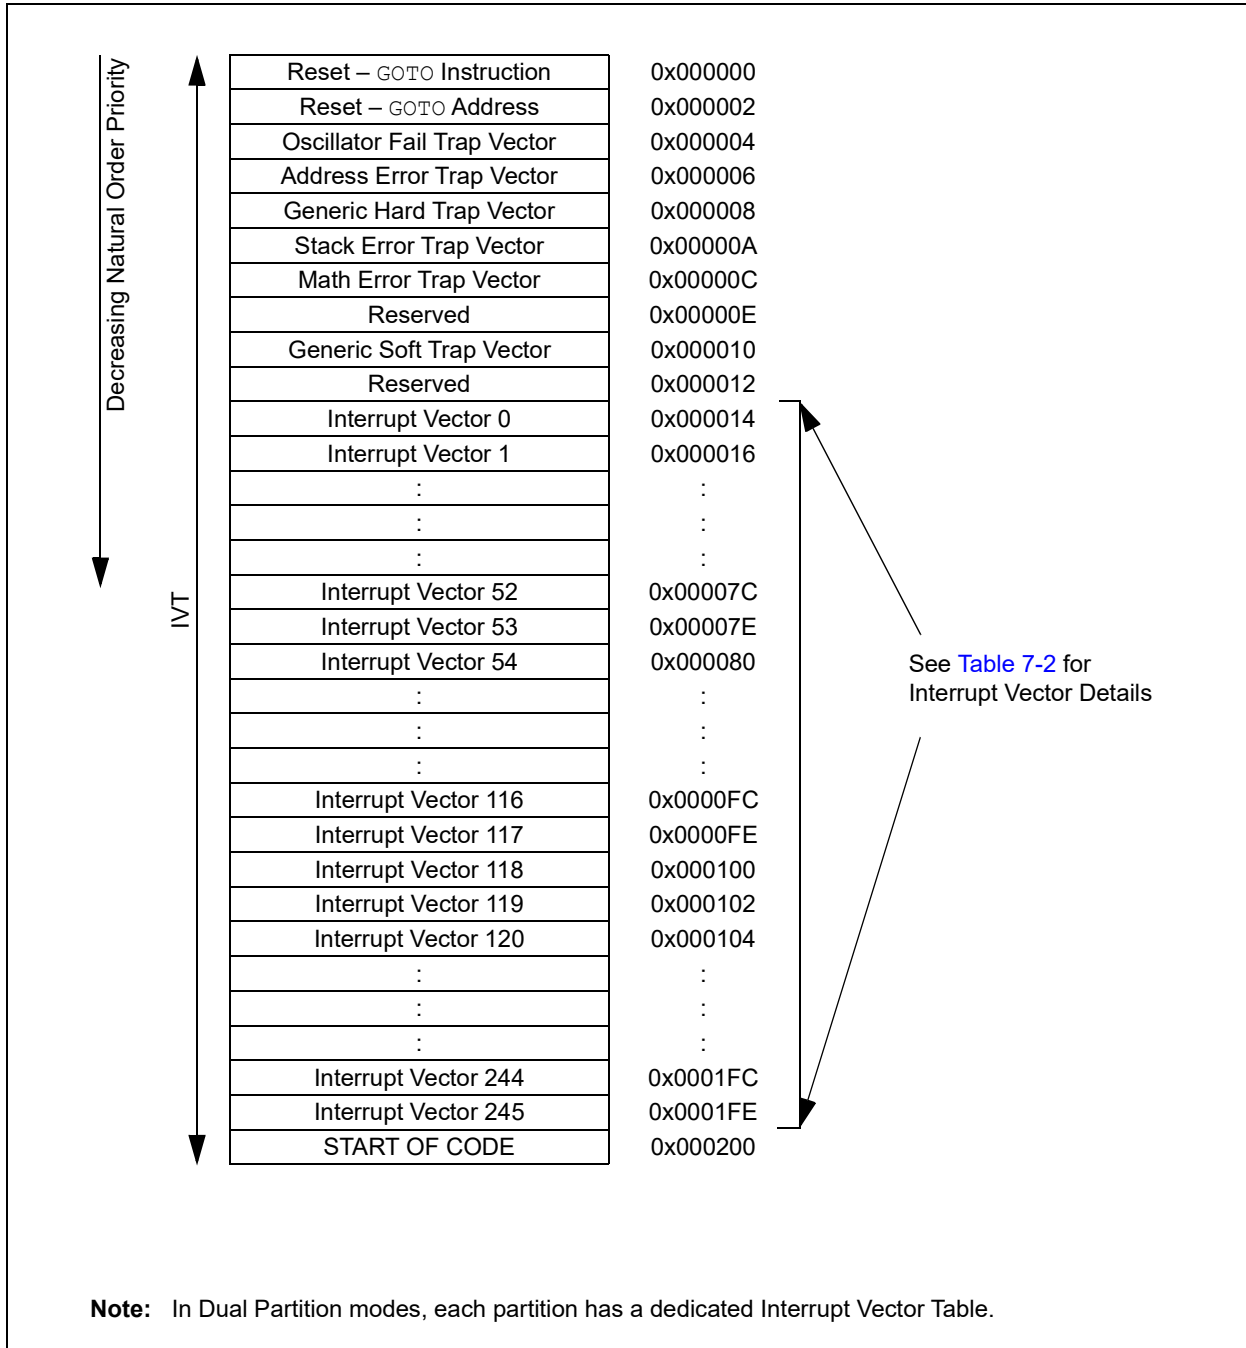 Decreasing Natural Order Priority
IVT
Reset – GOTO Instruction 0x000000
Reset – GOTO Address 0x000002
Oscillator Fail Trap Vector 0x000004
Address Error Trap Vector 0x000006
Generic Hard Trap Vector 0x000008
Stack Error Trap Vector 0x00000A
Math Error Trap Vector 0x00000C
Reserved 0x00000E
Generic Soft Trap Vector 0x000010
Reserved 0x000012
Interrupt Vector 0 0x000014
Interrupt Vector 1 0x000016
: :
: :
: :
Interrupt Vector 52 0x00007C
Interrupt Vector 53 0x00007E
Interrupt Vector 54 0x000080
: :
: :
: :
Interrupt Vector 116 0x0000FC
Interrupt Vector 117 0x0000FE
Interrupt Vector 118 0x000100
Interrupt Vector 119 0x000102
Interrupt Vector 120 0x000104
: :
: :
: :
Interrupt Vector 244 0x0001FC
Interrupt Vector 245 0x0001FE
START OF CODE 0x000200
See Table 7-2 for
Interrupt Vector Details
Note: In Dual Partition modes, each partition has a dedicated Interrupt Vector Table.